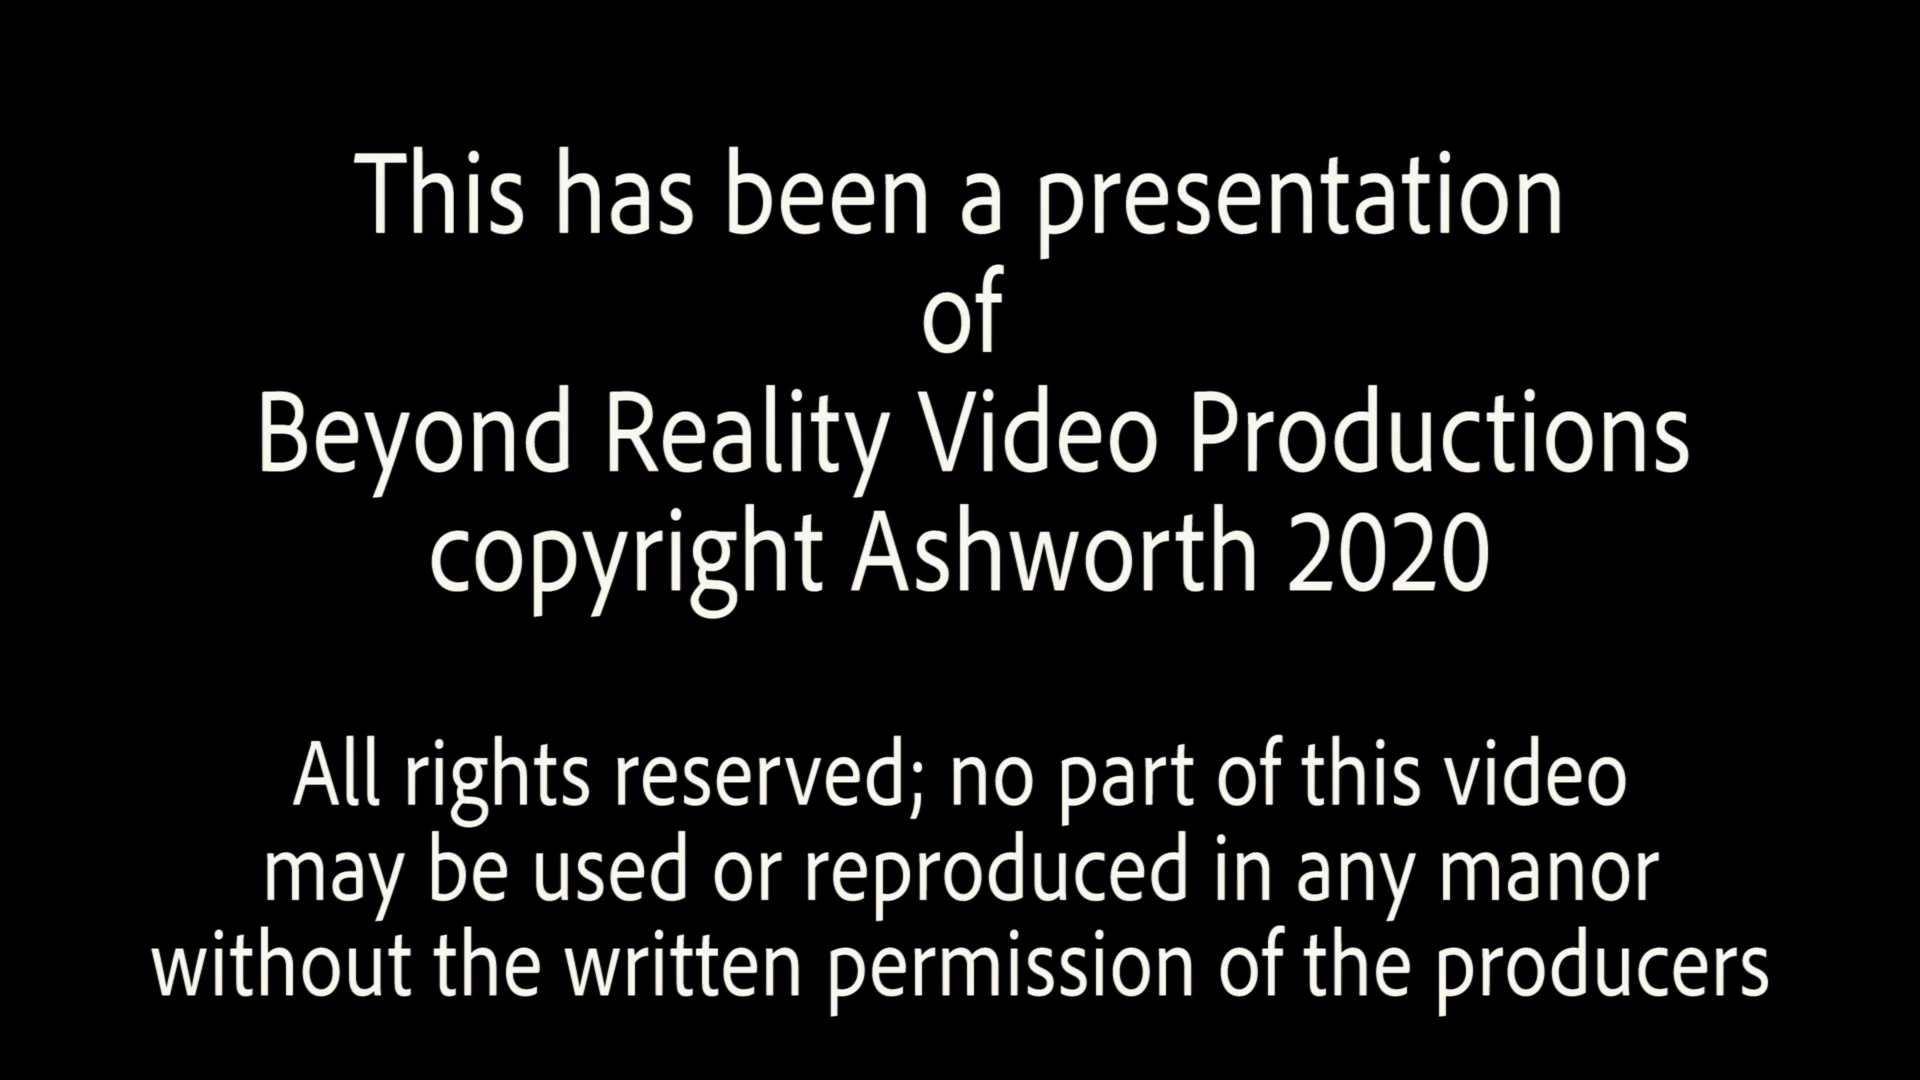 This has been a presentation
of
Beyond Reality Video Productions
copyright Ashworth 2020
All rights reserved; no part of this video
may be used or reproduced in any manor
without the written permission of the producers